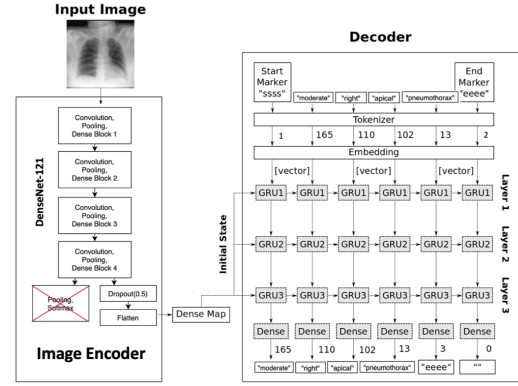 Input Image
DenseNet-121
Convolution,
Pooling,
Dense Block 1
Convolution,
Pooling,
Dense Block 2
Convolution,
Pooling,
Dense Block 3
Convolution,
Pooling,
Dense Block 4
Pooling,
Softmax
Dropout(0.5)
Flatten
Image Encoder
Dense Map
Initial State
Decoder
Start
Marker
"ssss"
"moderate" "right" "apical" "pneumothorax"
End
Marker
"eeee"
Tokenizer
1 165 110 102 13 2
Embedding
[vector] [vector] [vector]
GRU1 GRU1 GRU1 GRU1 GRU1 GRU1
Layer 1
GRU2 GRU2 GRU2 GRU2 GRU2 GRU2
Layer 2
GRU3 GRU3 GRU3 GRU3 GRU3 GRU3
Layer 3
Dense Dense Dense Dense Dense Dense
165 110 102 13 3 0
"moderate" "right" "apical" "pneumothorax" "eeee" ""